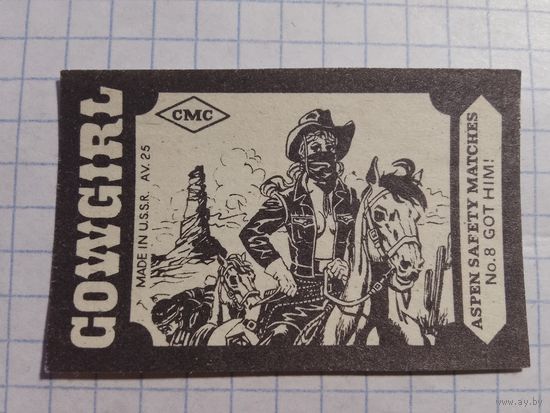 COWGIRL
CMC
MADE IN U.S.S.R. AV. 25
ASPEN SAFETY MATCHES
No.8 GOT HIM!
www.ay.by